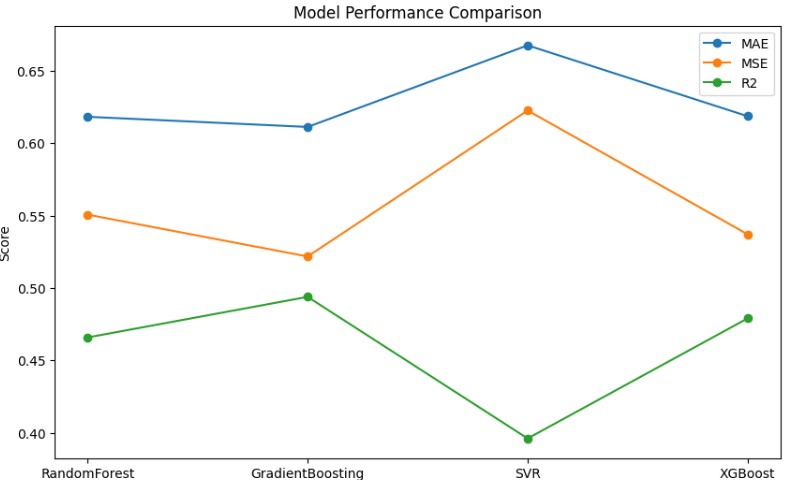 Model Performance Comparison
MAE
MSE
R2
0.65
0.60
0.55
0.50
0.45
0.40
Score
RandomForest GradientBoosting SVR XGBoost